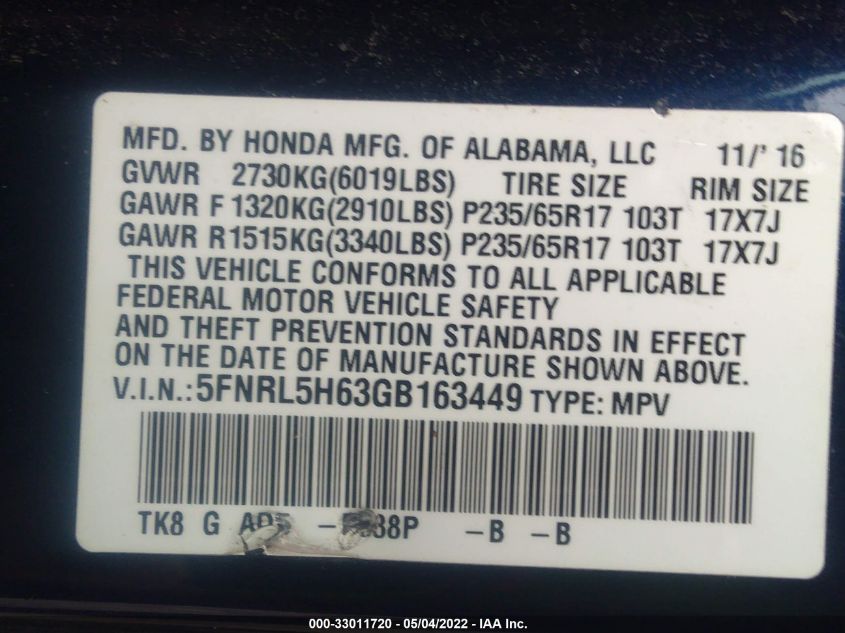 MFD. BY HONDA MFG. OF ALABAMA, LLC 11/' 16
GVWR 2730KG(6019LBS) TIRE SIZE RIM SIZE
GAWR F 1320KG(2910LBS) P235/65R17 103T 17X7J
GAWR R1515KG(3340LBS) P235/65R17 103T 17X7J
THIS VEHICLE CONFORMS TO ALL APPLICABLE
FEDERAL MOTOR VEHICLE SAFETY
AND THEFT PREVENTION STANDARDS IN EFFECT
ON THE DATE OF MANUFACTURE SHOWN ABOVE.
V.I.N.:5FNRL5H63GB163449 TYPE: MPV
TK8 G -B -B
000-33011720 - 05/04/2022 - IAA Inc.